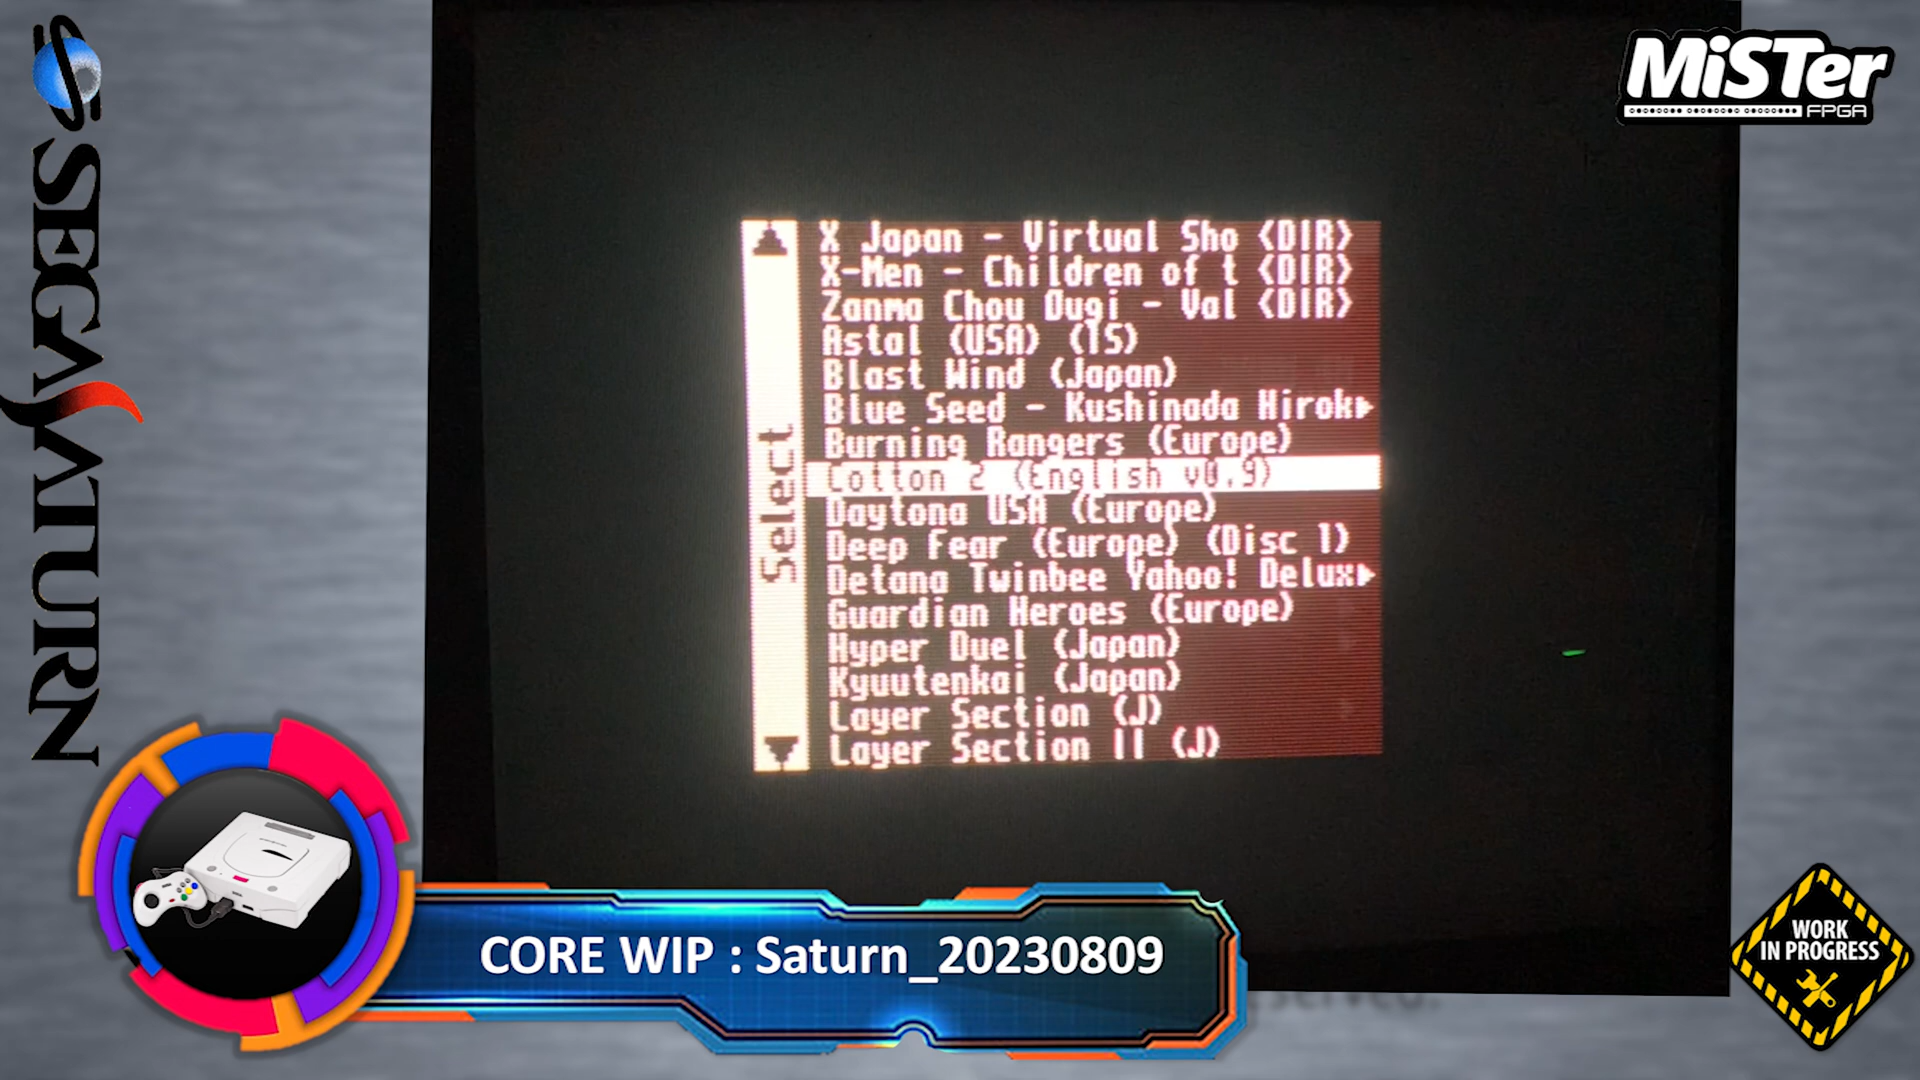 SEGA SATURN
MiSTer
FPGA
X Japan - Virtual Sho <DIR>
X-Men - Children of t <DIR>
Zanma Chou Ougi - Val <DIR>
Astal (USA) (1S)
Blast Wind (Japan)
Blue Seed - Kushinada Hirok
Burning Rangers (Europe)
Cotton 2 (English v0.9)
Daytona USA (Europe)
Deep Fear (Europe) (Disc 1)
Detana Twinbee Yahoo! Delux
Guardian Heroes (Europe)
Hyper Duel (Japan)
Kyuutenkai (Japan)
Layer Section (J)
Layer Section II (J)
Select
CORE WIP : Saturn_20230809
WORK
IN PROGRESS